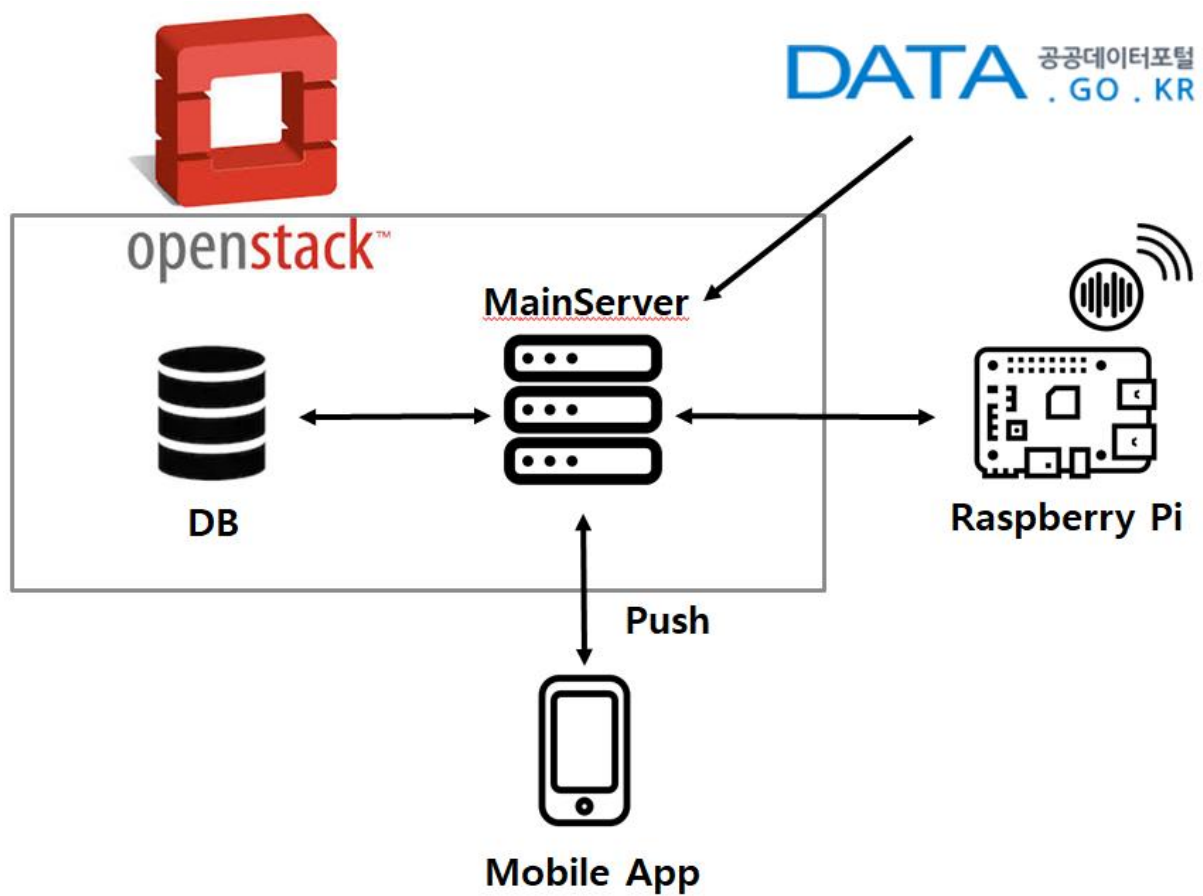 DATA 공공데이터포털
. GO . KR
openstack™
MainServer
DB
Raspberry Pi
Push
Mobile App